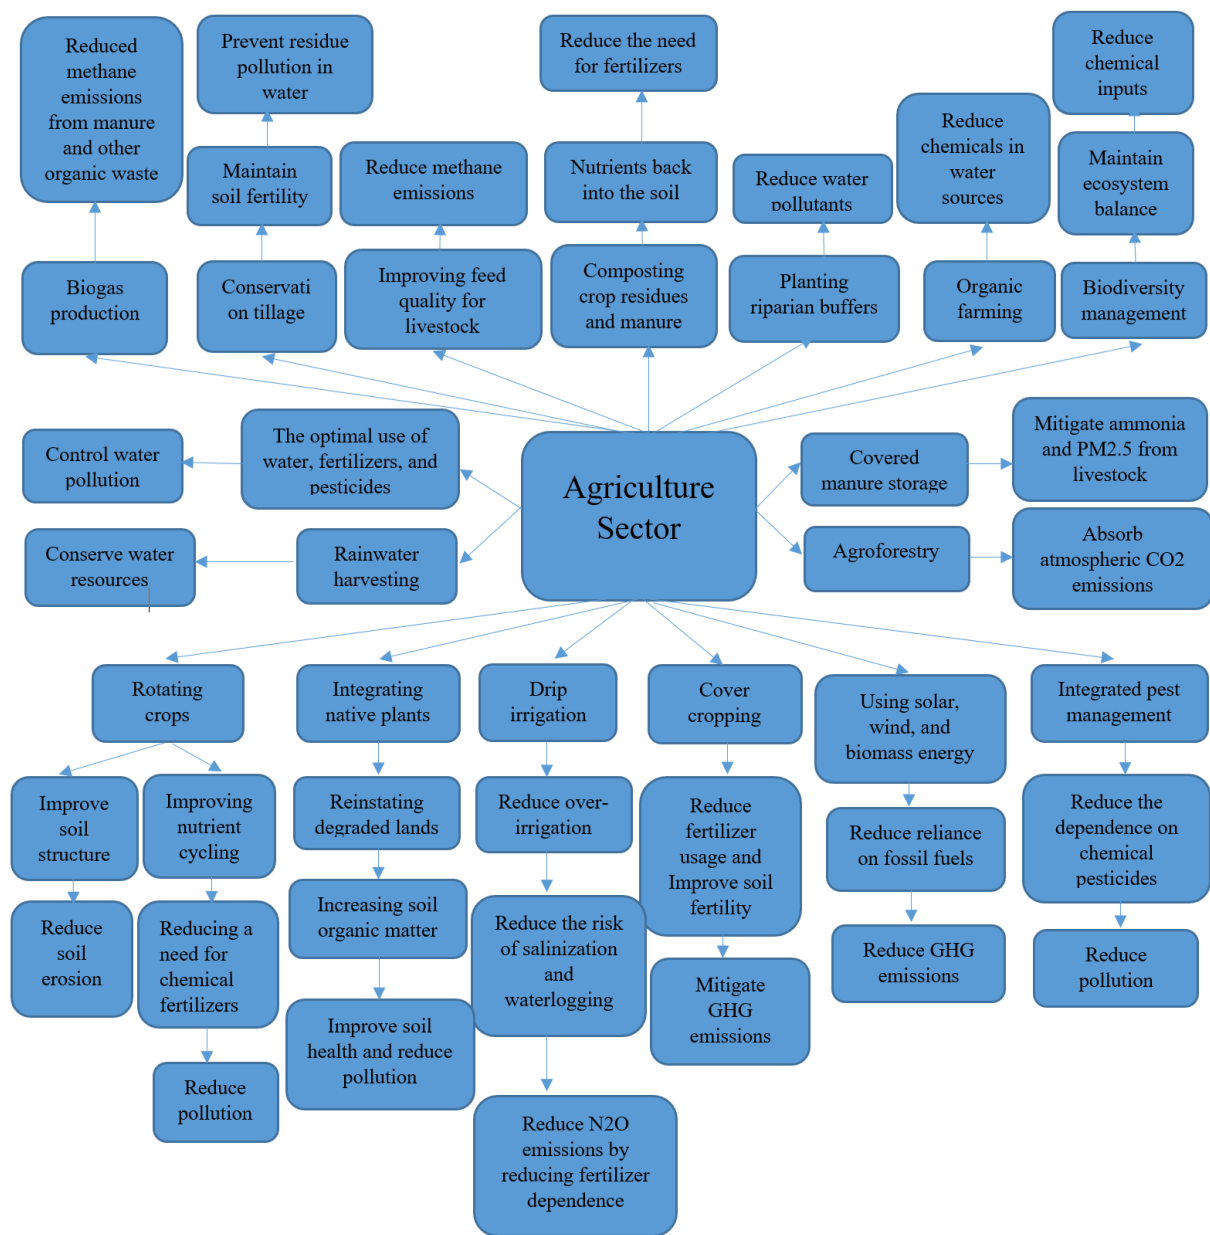 Reduced
methane
emissions
from manure
and other
organic waste
Prevent residue
pollution in
water
Reduce the need
for fertilizers
Reduce
chemical
inputs
Maintain
soil fertility
Reduce methane
emissions
Nutrients back
into the soil
Reduce water
pollutants
Reduce
chemicals in
water
sources
Maintain
ecosystem
balance
Biogas
production
Conservati
on tillage
Improving feed
quality for
livestock
Composting
crop residues
and manure
Planting
riparian buffers
Organic
farming
Biodiversity
management
Control water
pollution
The optimal use of
water, fertilizers, and
pesticides
Agriculture
Sector
Covered
manure storage
Mitigate ammonia
and PM2.5 from
livestock
Conserve water
resources
Rainwater
harvesting
Agroforestry
Absorb
atmospheric CO2
emissions
Rotating
crops
Integrating
native plants
Drip
irrigation
Cover
cropping
Using solar,
wind, and
biomass energy
Integrated pest
management
Improve
soil
structure
Improving
nutrient
cycling
Reinstating
degraded lands
Reduce over-
irrigation
Reduce
fertilizer
usage and
Improve soil
fertility
Reduce reliance
on fossil fuels
Reduce the
dependence on
chemical
pesticides
Reduce
soil
erosion
Reducing a
need for
chemical
fertilizers
Increasing soil
organic matter
Reduce the risk
of salinization
and
waterlogging
Mitigate
GHG
emissions
Reduce GHG
emissions
Reduce
pollution
Reduce
pollution
Improve soil
health and reduce
pollution
Reduce N2O
emissions by
reducing fertilizer
dependence